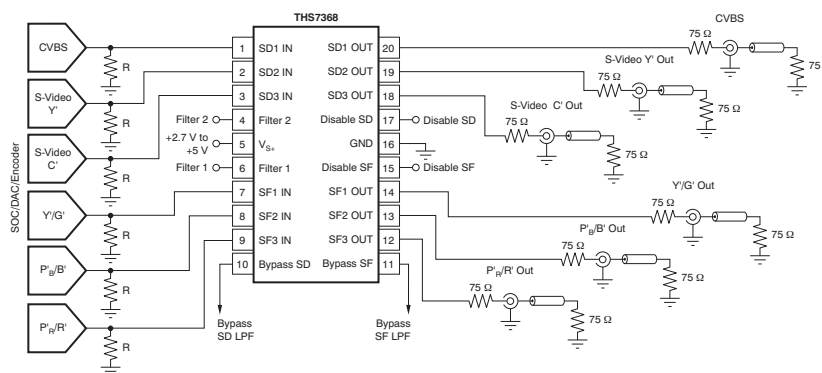 THS7368
CVBS
CVBS
R
1 SD1 IN SD1 OUT 20
75 Ω
75
S-Video Y' Out
S-Video
Y'
R
2 SD2 IN SD2 OUT 19
75 Ω
75 Ω
S-Video C' Out
S-Video
C'
R
3 SD3 IN SD3 OUT 18
75 Ω
75 Ω
Filter 2 4 Filter 2 Disable SD 17 Disable SD
+2.7 V to
+5 V
5 VS+ GND 16
Filter 1 6 Filter 1 Disable SF 15 Disable SF
SOC/DAC/Encoder
Y'/G'
R
7 SF1 IN SF1 OUT 14
Y'/G' Out
75 Ω
75 Ω
P'B/B'
R
8 SF2 IN SF2 OUT 13
P'B/B' Out
75 Ω
75 Ω
P'R/R'
R
9 SF3 IN SF3 OUT 12
P'R/R' Out
75 Ω
75 Ω
10 Bypass SD Bypass SF 11
Bypass
SD LPF
Bypass
SF LPF